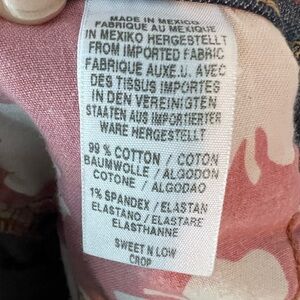 MADE IN MEXICO
FABRIQUE AU MEXIQUE
IN MEXIKO HERGESTELLT
FROM IMPORTED FABRIC
FABRIQUE AUX E.U. AVEC
DES TISSUS IMPORTES
IN DEN VEREINIGTEN
STAATEN AUS IMPORTIERTER
WARE HERGESTELLT
99% COTTON / COTON
BAUMWOLLE / ALGODON
COTONE / ALGODAO
1% SPANDEX / ELASTAN
ELASTANO / ELASTARE
ELASTHANNE
SWEET N LOW
CROP